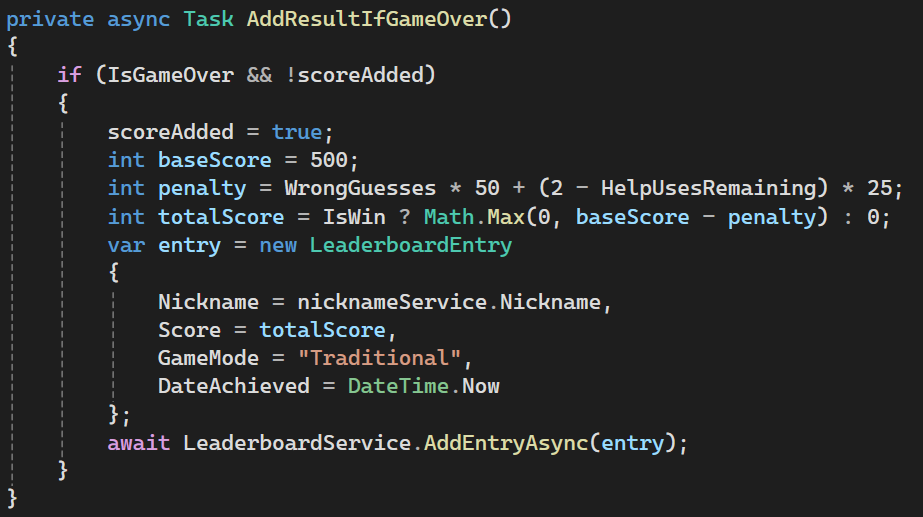 private async Task AddResultIfGameOver()
{
    if (IsGameOver && !scoreAdded)
    {
        scoreAdded = true;
        int baseScore = 500;
        int penalty = WrongGuesses * 50 + (2 - HelpUsesRemaining) * 25;
        int totalScore = IsWin ? Math.Max(0, baseScore - penalty) : 0;
        var entry = new LeaderboardEntry
        {
            Nickname = nicknameService.Nickname,
            Score = totalScore,
            GameMode = "Traditional",
            DateAchieved = DateTime.Now
        };
        await LeaderboardService.AddEntryAsync(entry);
    }
}